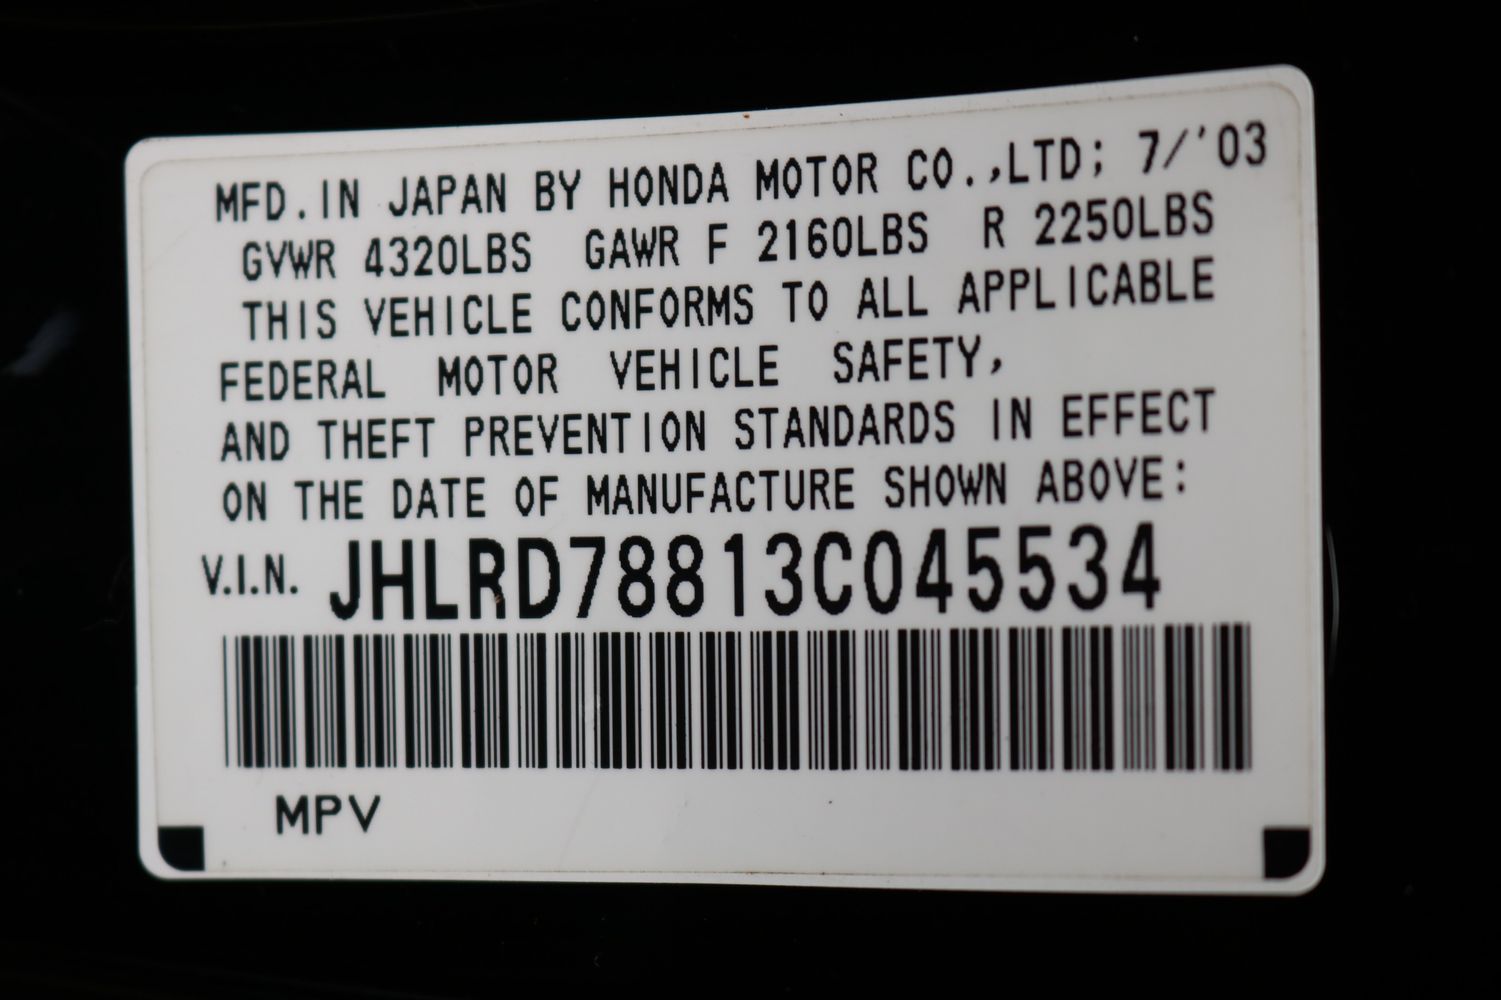 MFD.IN JAPAN BY HONDA MOTOR CO.,LTD; 7/'03
GVWR 4320LBS GAWR F 2160LBS R 2250LBS
THIS VEHICLE CONFORMS TO ALL APPLICABLE
FEDERAL MOTOR VEHICLE SAFETY,
AND THEFT PREVENTION STANDARDS IN EFFECT
ON THE DATE OF MANUFACTURE SHOWN ABOVE:
V.I.N. JHLRD78813C045534
MPV